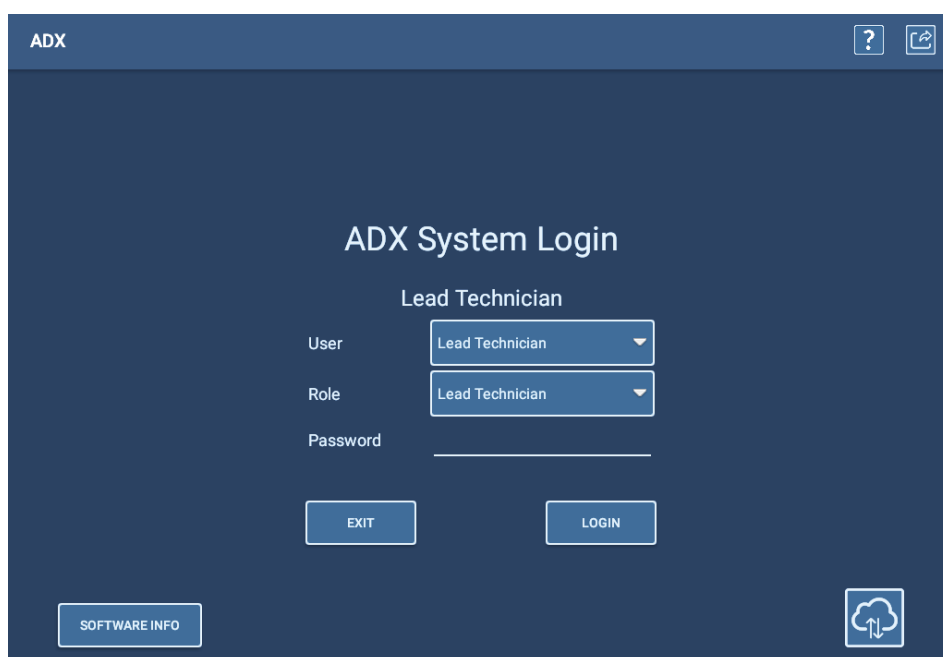 ADX ?
ADX System Login
Lead Technician
User Lead Technician
Role Lead Technician
Password
EXIT LOGIN
SOFTWARE INFO